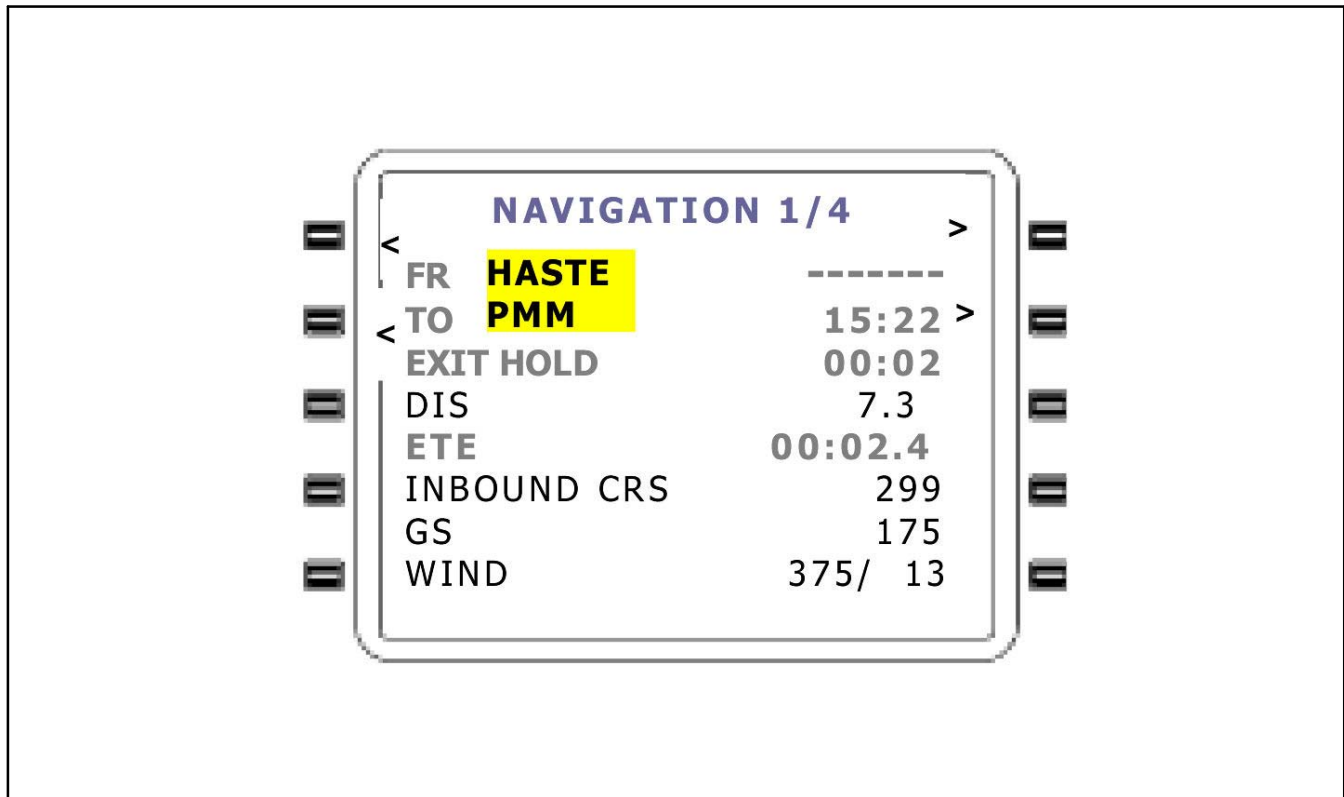 NAVIGATION 1/4
< >
FR HASTE -------
< TO PMM 15:22 >
EXIT HOLD 00:02
DIS 7.3
ETE 00:02.4
INBOUND CRS 299
GS 175
WIND 375/ 13